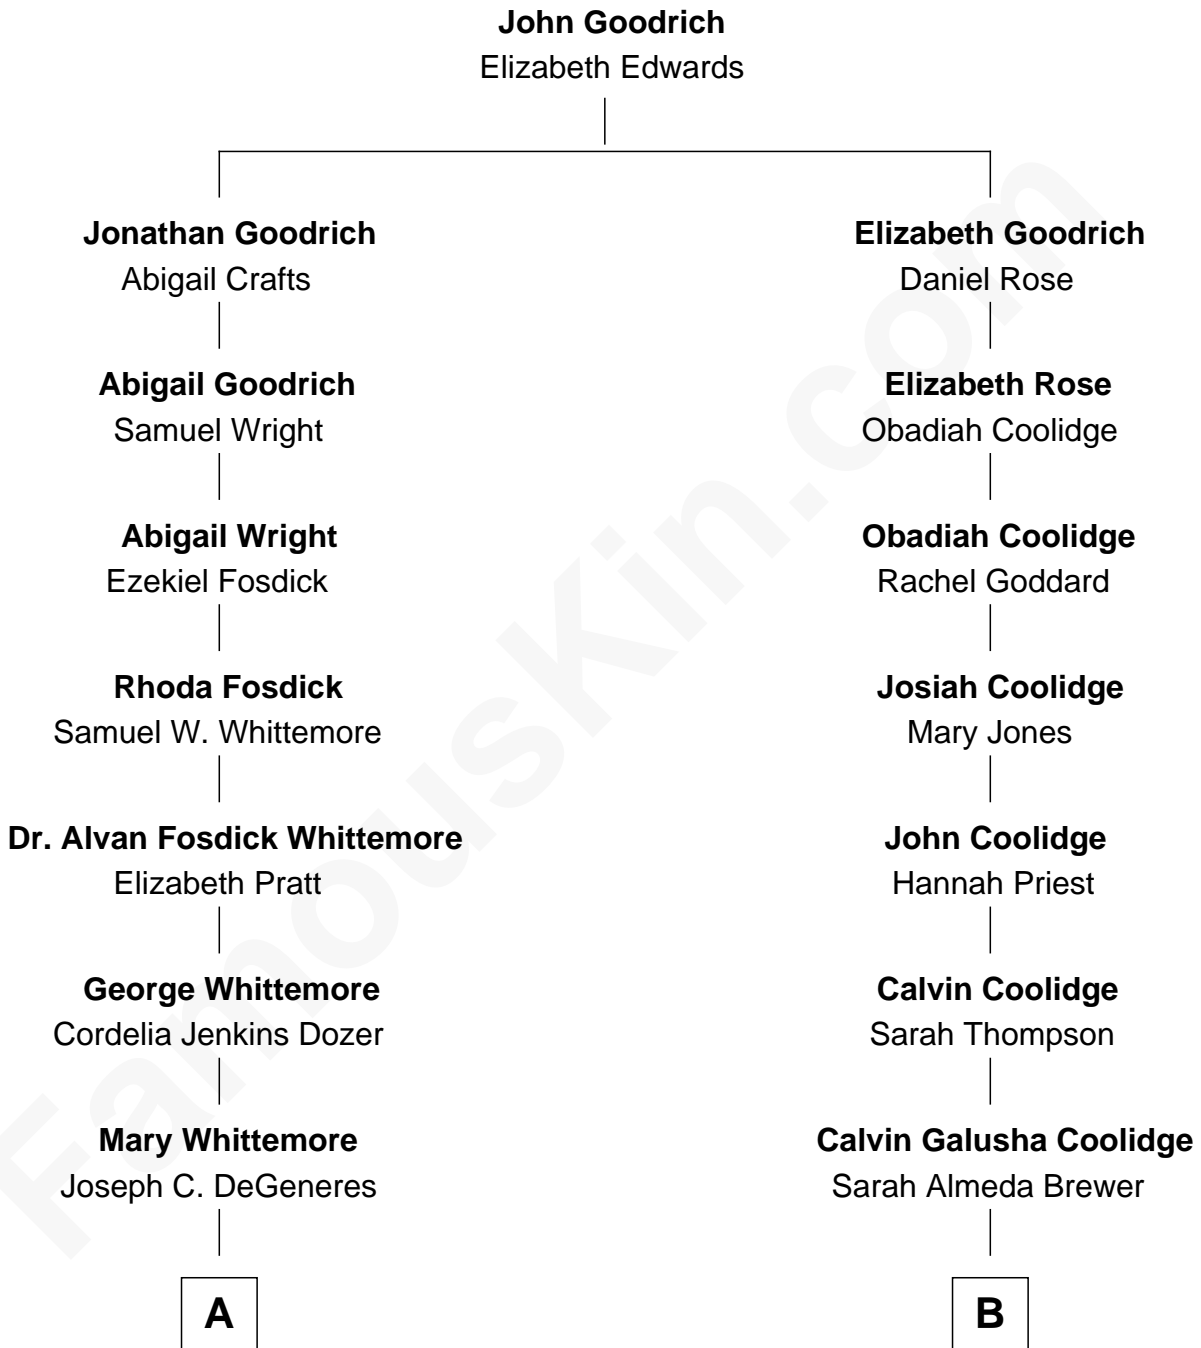 John Goodrich
Elizabeth Edwards
Jonathan Goodrich
Abigail Crafts
Abigail Goodrich
Samuel Wright
Abigail Wright
Ezekiel Fosdick
Rhoda Fosdick
Samuel W. Whittemore
Dr. Alvan Fosdick Whittemore
Elizabeth Pratt
George Whittemore
Cordelia Jenkins Dozer
Mary Whittemore
Joseph C. DeGeneres
A
Elizabeth Goodrich
Daniel Rose
Elizabeth Rose
Obadiah Coolidge
Obadiah Coolidge
Rachel Goddard
Josiah Coolidge
Mary Jones
John Coolidge
Hannah Priest
Calvin Coolidge
Sarah Thompson
Calvin Galusha Coolidge
Sarah Almeda Brewer
B
FamousKin.com